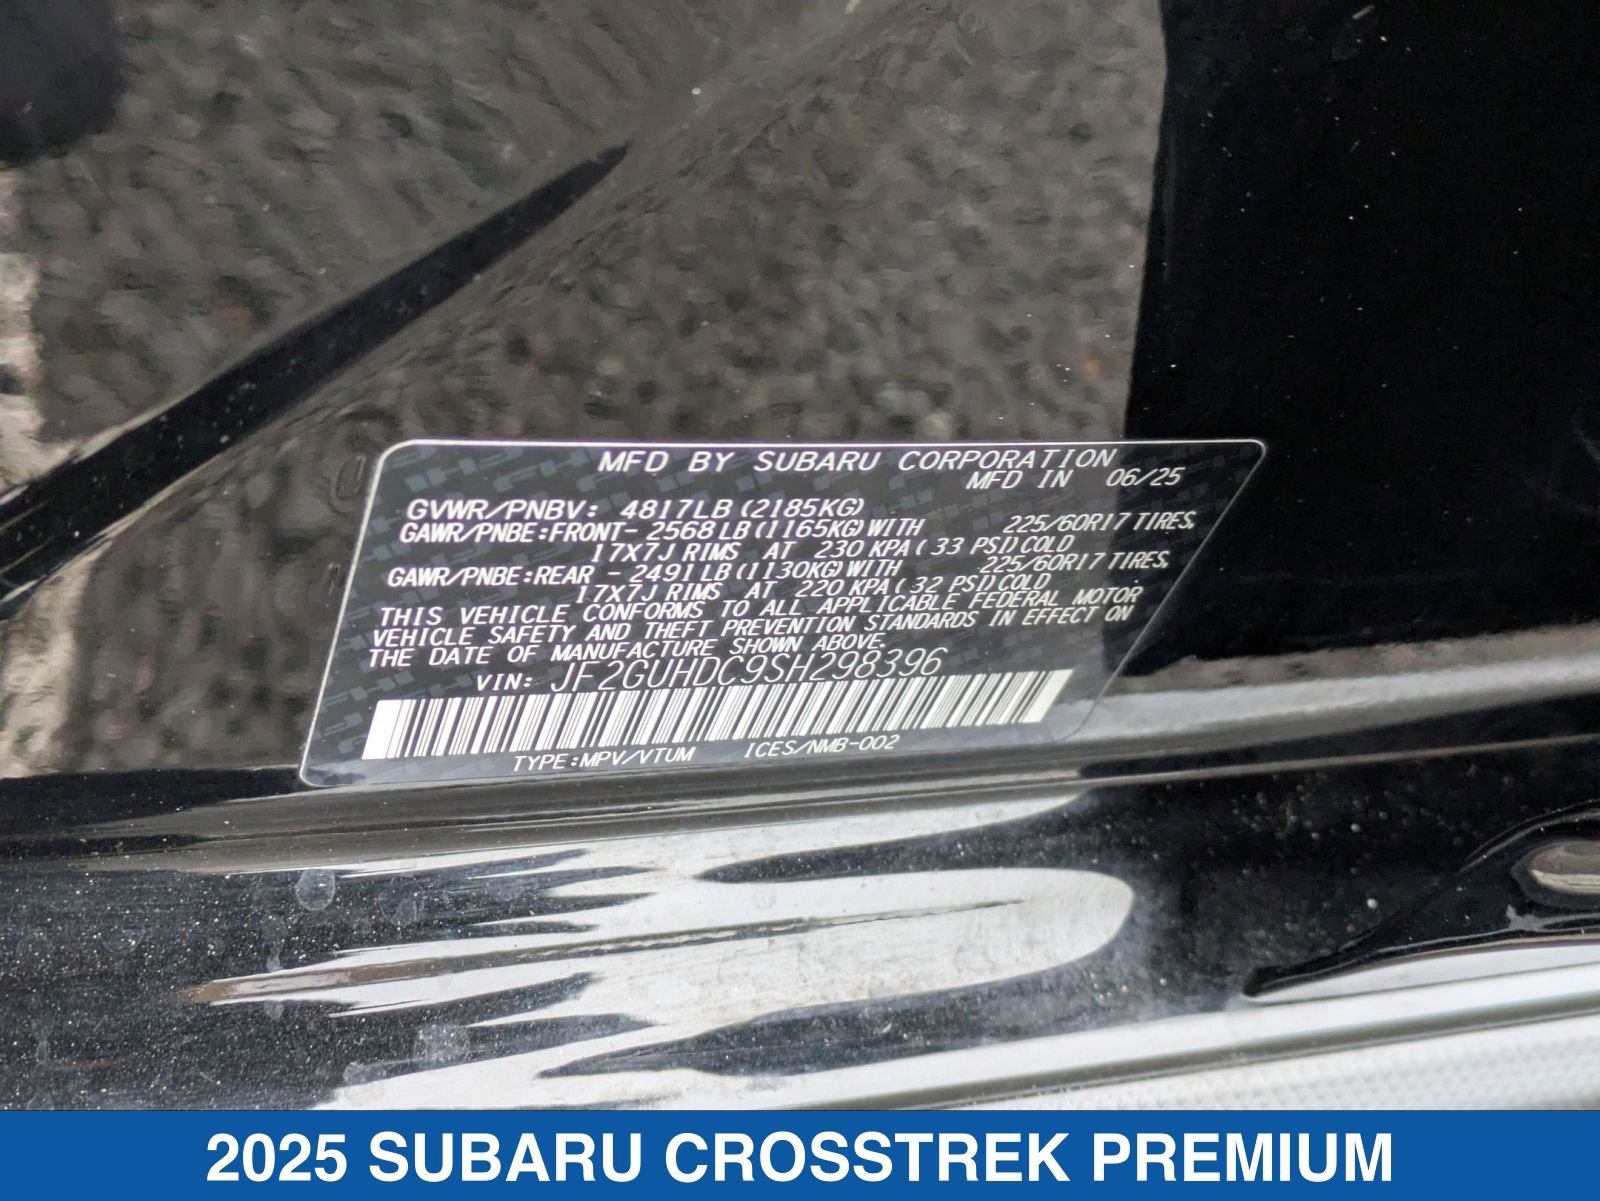 MFD BY SUBARU CORPORATION
MFD IN 06/25
GVWR/PNBV: 4817LB (2185KG)
GAWR/PNBE:FRONT- 2568 LB (1165KG) WITH 225/60R17 TIRES,
17X7J RIMS AT 230 KPA ( 33 PSI) COLD
GAWR/PNBE:REAR - 2491 LB (1130KG) WITH 225/60R17 TIRES,
17X7J RIMS AT 220 KPA ( 32 PSI) COLD
THIS VEHICLE CONFORMS TO ALL APPLICABLE FEDERAL MOTOR
VEHICLE SAFETY AND THEFT PREVENTION STANDARDS IN EFFECT ON
THE DATE OF MANUFACTURE SHOWN ABOVE.
VIN: JF2GUHDC9SH298396
TYPE:MPV/VTUM ICES/NMB-002
2025 SUBARU CROSSTREK PREMIUM